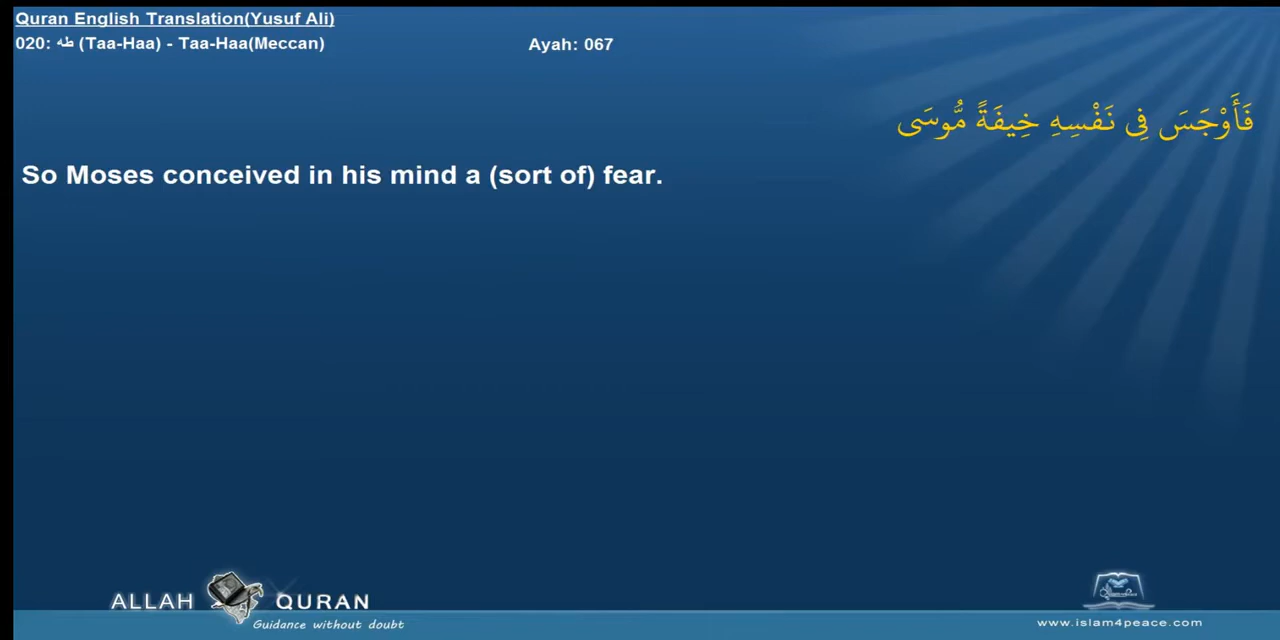 Quran English Translation(Yusuf Ali)
020: طه (Taa-Haa) - Taa-Haa(Meccan)
Ayah: 067
فَأَوْجَسَ فِى نَفْسِهِ خِيفَةً مُّوسَى
So Moses conceived in his mind a (sort of) fear.
ALLAH QURAN
Guidance without doubt
www.islam4peace.com